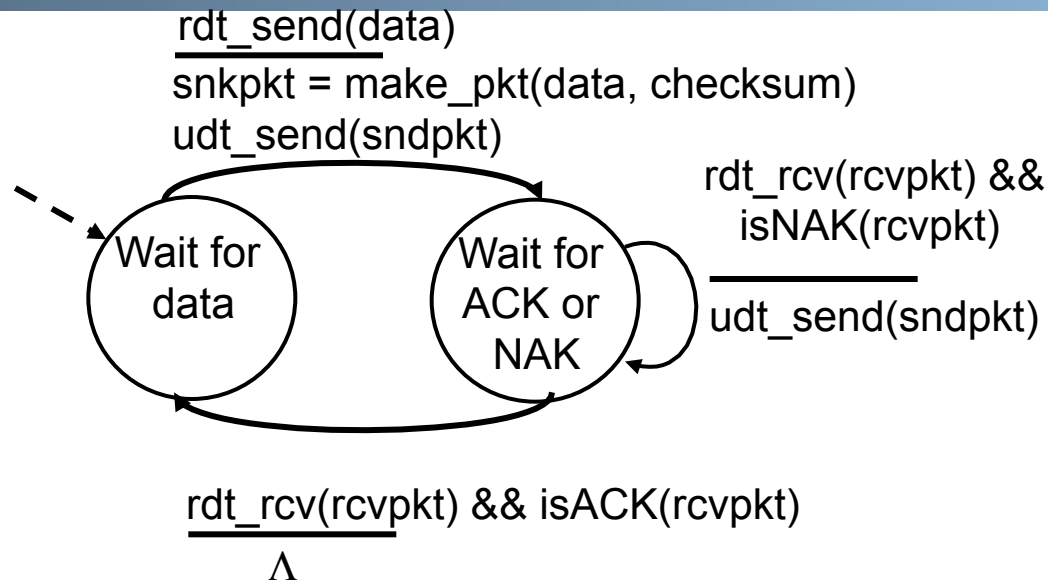 rdt_send(data)
snkpkt = make_pkt(data, checksum)
udt_send(sndpkt)
rdt_rcv(rcvpkt) &&
isNAK(rcvpkt)
udt_send(sndpkt)
Wait for
data
Wait for
ACK or
NAK
rdt_rcv(rcvpkt) && isACK(rcvpkt)
Λ